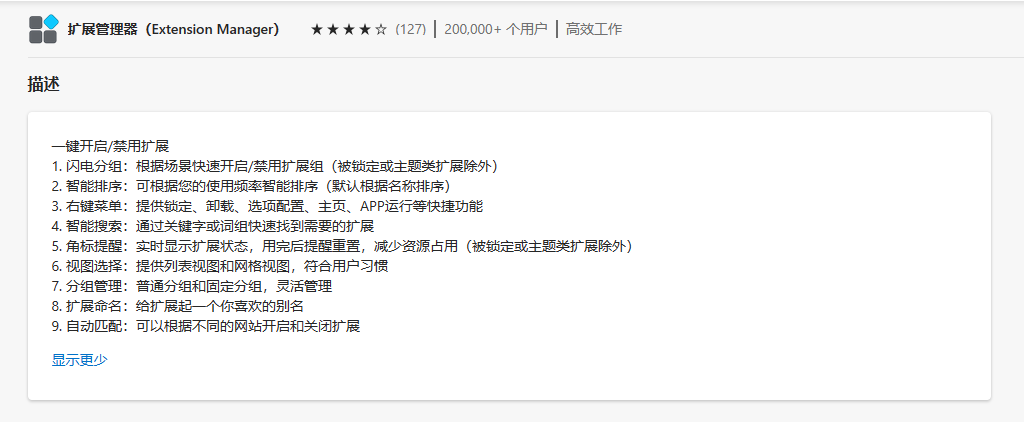 扩展管理器（Extension Manager） ★★★★☆ (127) | 200,000+ 个用户 | 高效工作
描述
一键开启/禁用扩展
1. 闪电分组：根据场景快速开启/禁用扩展组（被锁定或主题类扩展除外）
2. 智能排序：可根据您的使用频率智能排序（默认根据名称排序）
3. 右键菜单：提供锁定、卸载、选项配置、主页、APP运行等快捷功能
4. 智能搜索：通过关键字或词组快速找到需要的扩展
5. 角标提醒：实时显示扩展状态，用完后提醒重置，减少资源占用（被锁定或主题类扩展除外）
6. 视图选择：提供列表视图和网格视图，符合用户习惯
7. 分组管理：普通分组和固定分组，灵活管理
8. 扩展命名：给扩展起一个你喜欢的别名
9. 自动匹配：可以根据不同的网站开启和关闭扩展
显示更少